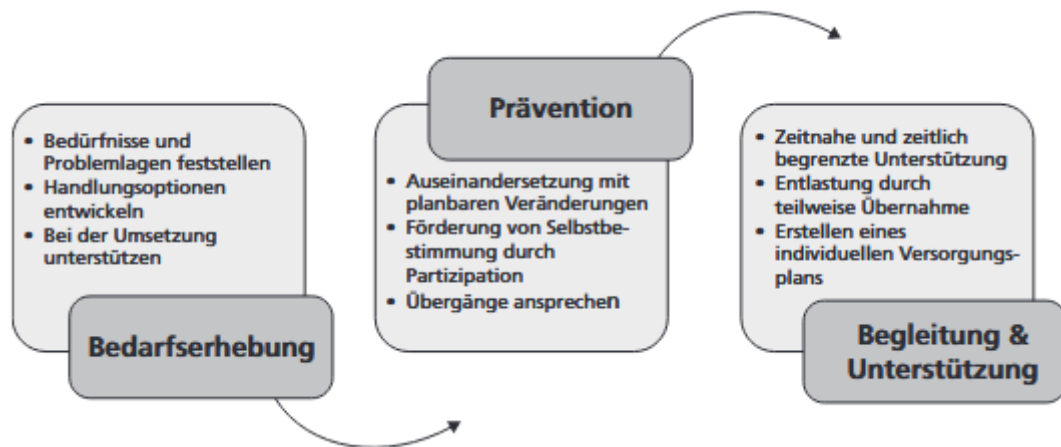 • Bedürfnisse und
Problemlagen feststellen
• Handlungsoptionen
entwickeln
• Bei der Umsetzung
unterstützen
Bedarfserhebung
Prävention
• Auseinandersetzung mit
planbaren Veränderungen
• Förderung von Selbstbe-
stimmung durch
Partizipation
• Übergänge ansprechen
• Zeitnahe und zeitlich
begrenzte Unterstützung
• Entlastung durch
teilweise Übernahme
• Erstellen eines
individuellen Versorgungs-
plans
Begleitung &
Unterstützung